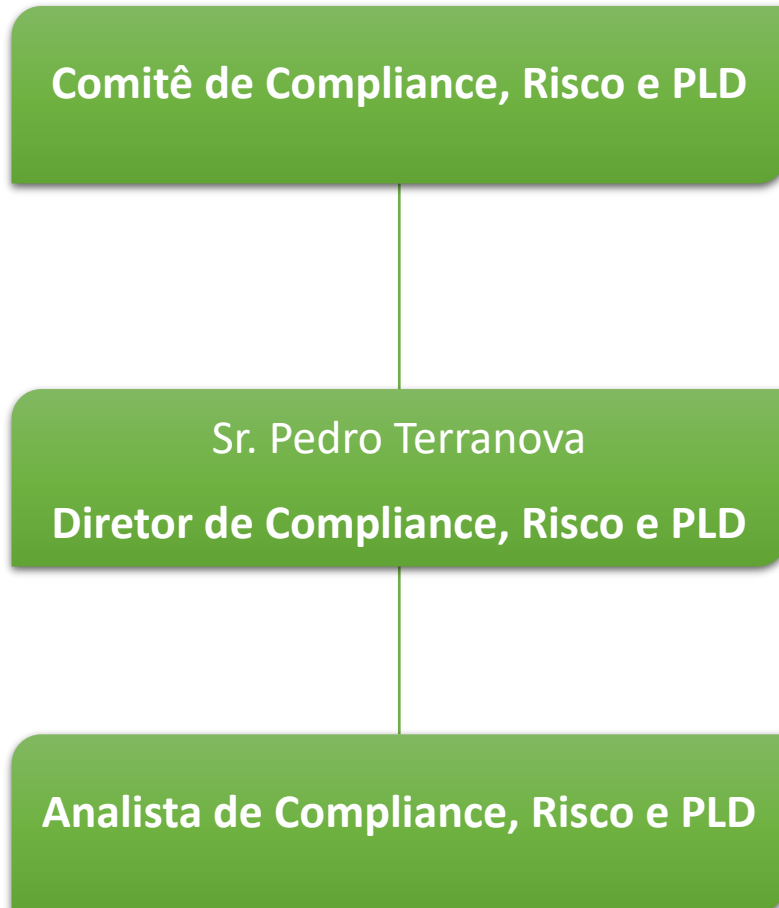 Comitê de Compliance, Risco e PLD
Sr. Pedro Terranova
Diretor de Compliance, Risco e PLD
Analista de Compliance, Risco e PLD